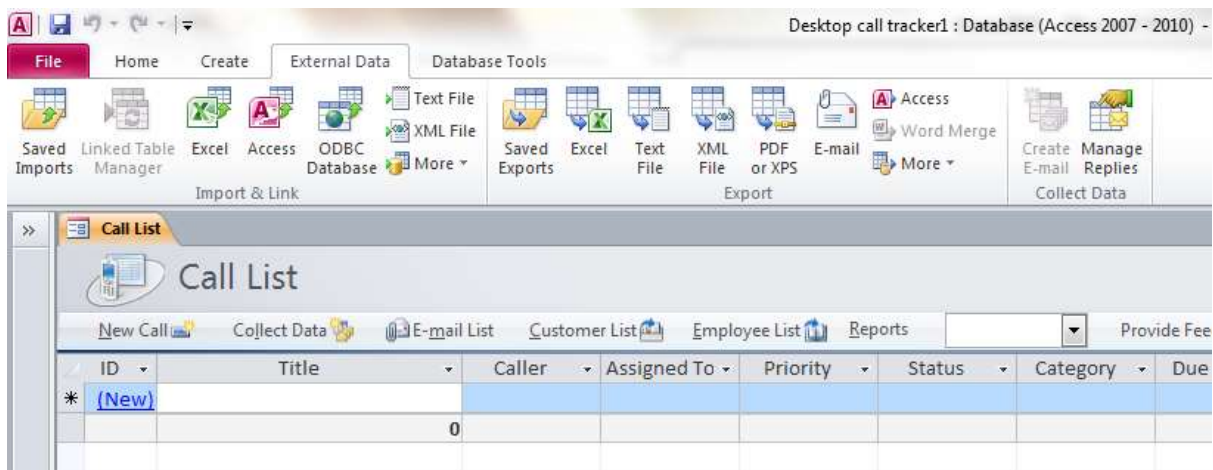 Desktop call tracker1 : Database (Access 2007 - 2010) -
File Home Create External Data Database Tools
Saved Imports
Linked Table Manager
Excel
Access
ODBC Database
Text File
XML File
More
Import & Link
Saved Exports
Excel
Text File
XML File
PDF or XPS
E-mail
Access
Word Merge
More
Export
Create E-mail
Manage Replies
Collect Data
Call List
Call List
New Call Collect Data E-mail List Customer List Employee List Reports Provide Fee
ID Title Caller Assigned To Priority Status Category Due
* (New)
0